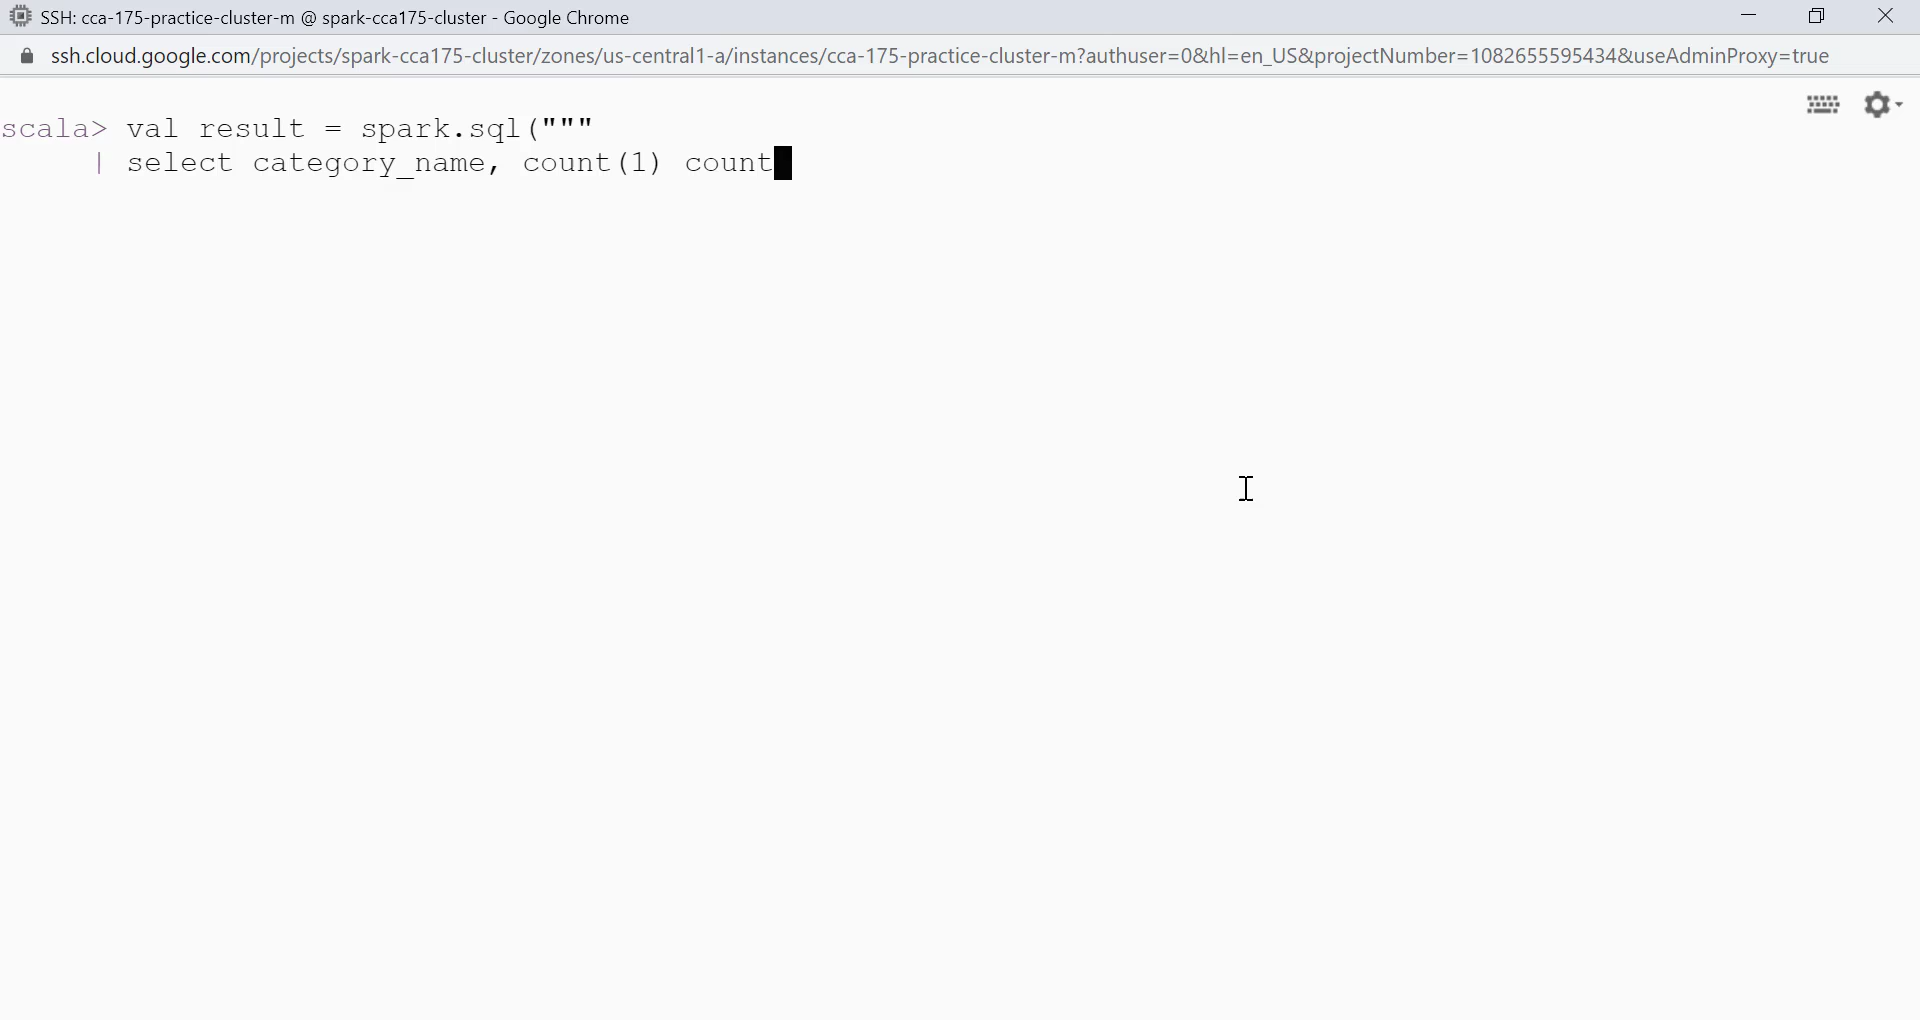 SSH: cca-175-practice-cluster-m @ spark-cca175-cluster - Google Chrome
ssh.cloud.google.com/projects/spark-cca175-cluster/zones/us-central1-a/instances/cca-175-practice-cluster-m?authuser=0&hl=en_US&projectNumber=1082655595434&useAdminProxy=true
scala> val result = spark.sql("""
| select category_name, count(1) count